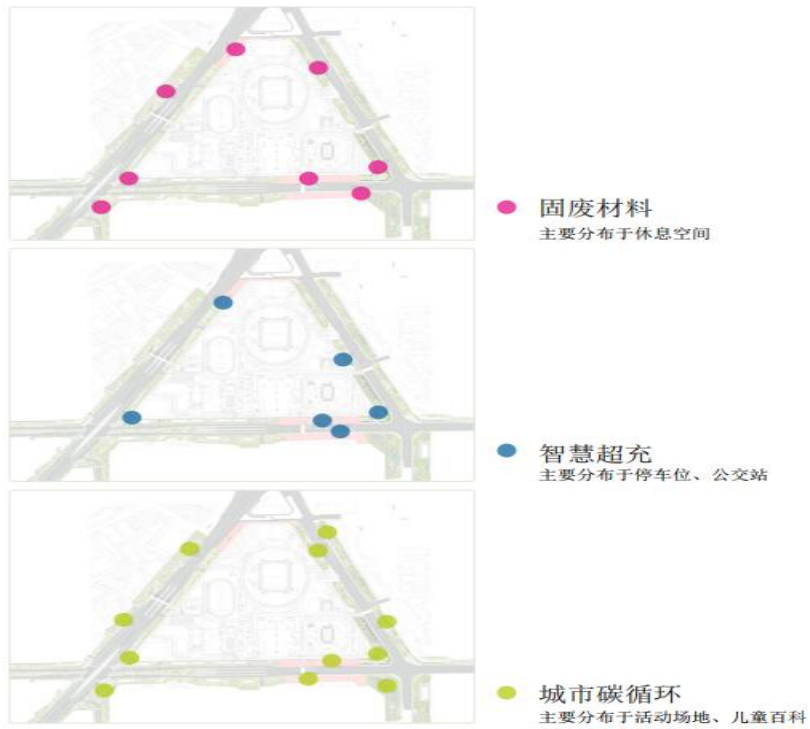 固废材料
主要分布于休息空间
智慧超充
主要分布于停车位、公交站
城市碳循环
主要分布于活动场地、儿童百科